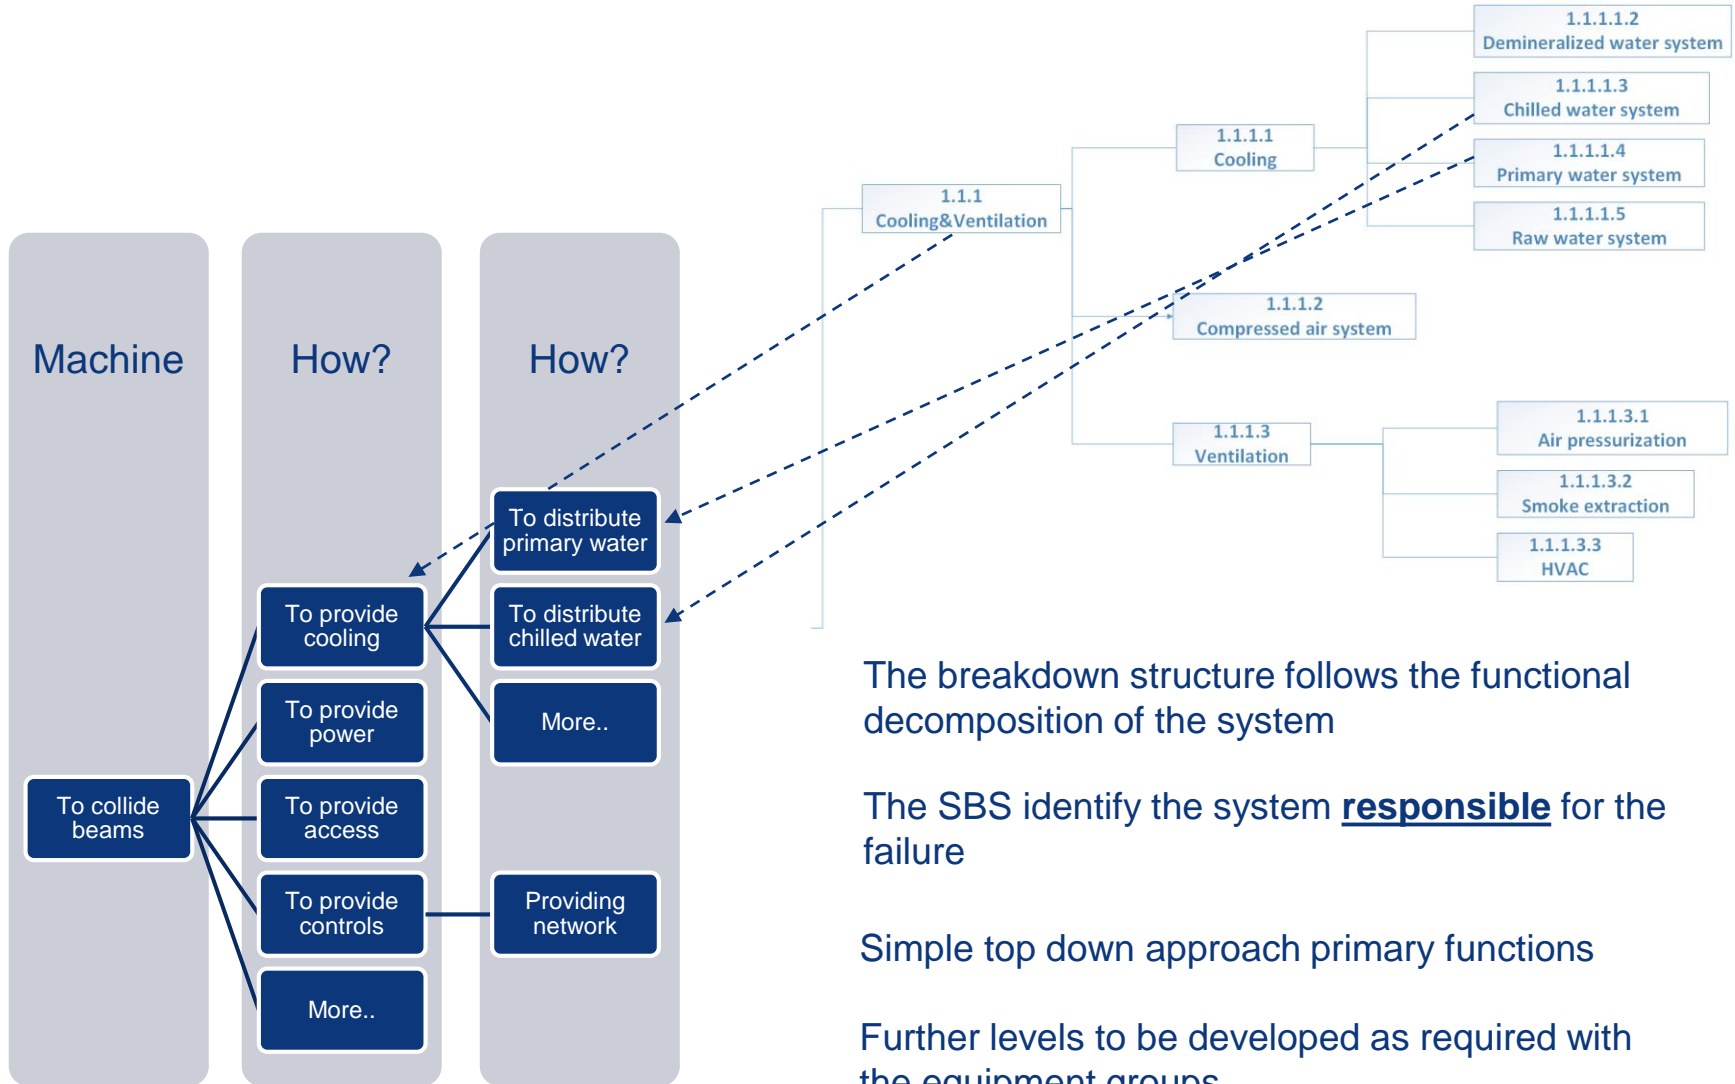 1.1.1.1.2
Demineralized water system
1.1.1.1.3
Chilled water system
1.1.1.1
Cooling
1.1.1.1.4
Primary water system
1.1.1
Cooling&Ventilation
1.1.1.1.5
Raw water system
1.1.1.2
Compressed air system
1.1.1.3
Ventilation
1.1.1.3.1
Air pressurization
1.1.1.3.2
Smoke extraction
1.1.1.3.3
HVAC
Machine
How?
How?
To distribute
primary water
To provide
cooling
To distribute
chilled water
To provide
power
More..
To collide
beams
To provide
access
To provide
controls
Providing
network
More..
The breakdown structure follows the functional
decomposition of the system
The SBS identify the system responsible for the
failure
Simple top down approach primary functions
Further levels to be developed as required with
the equipment groups